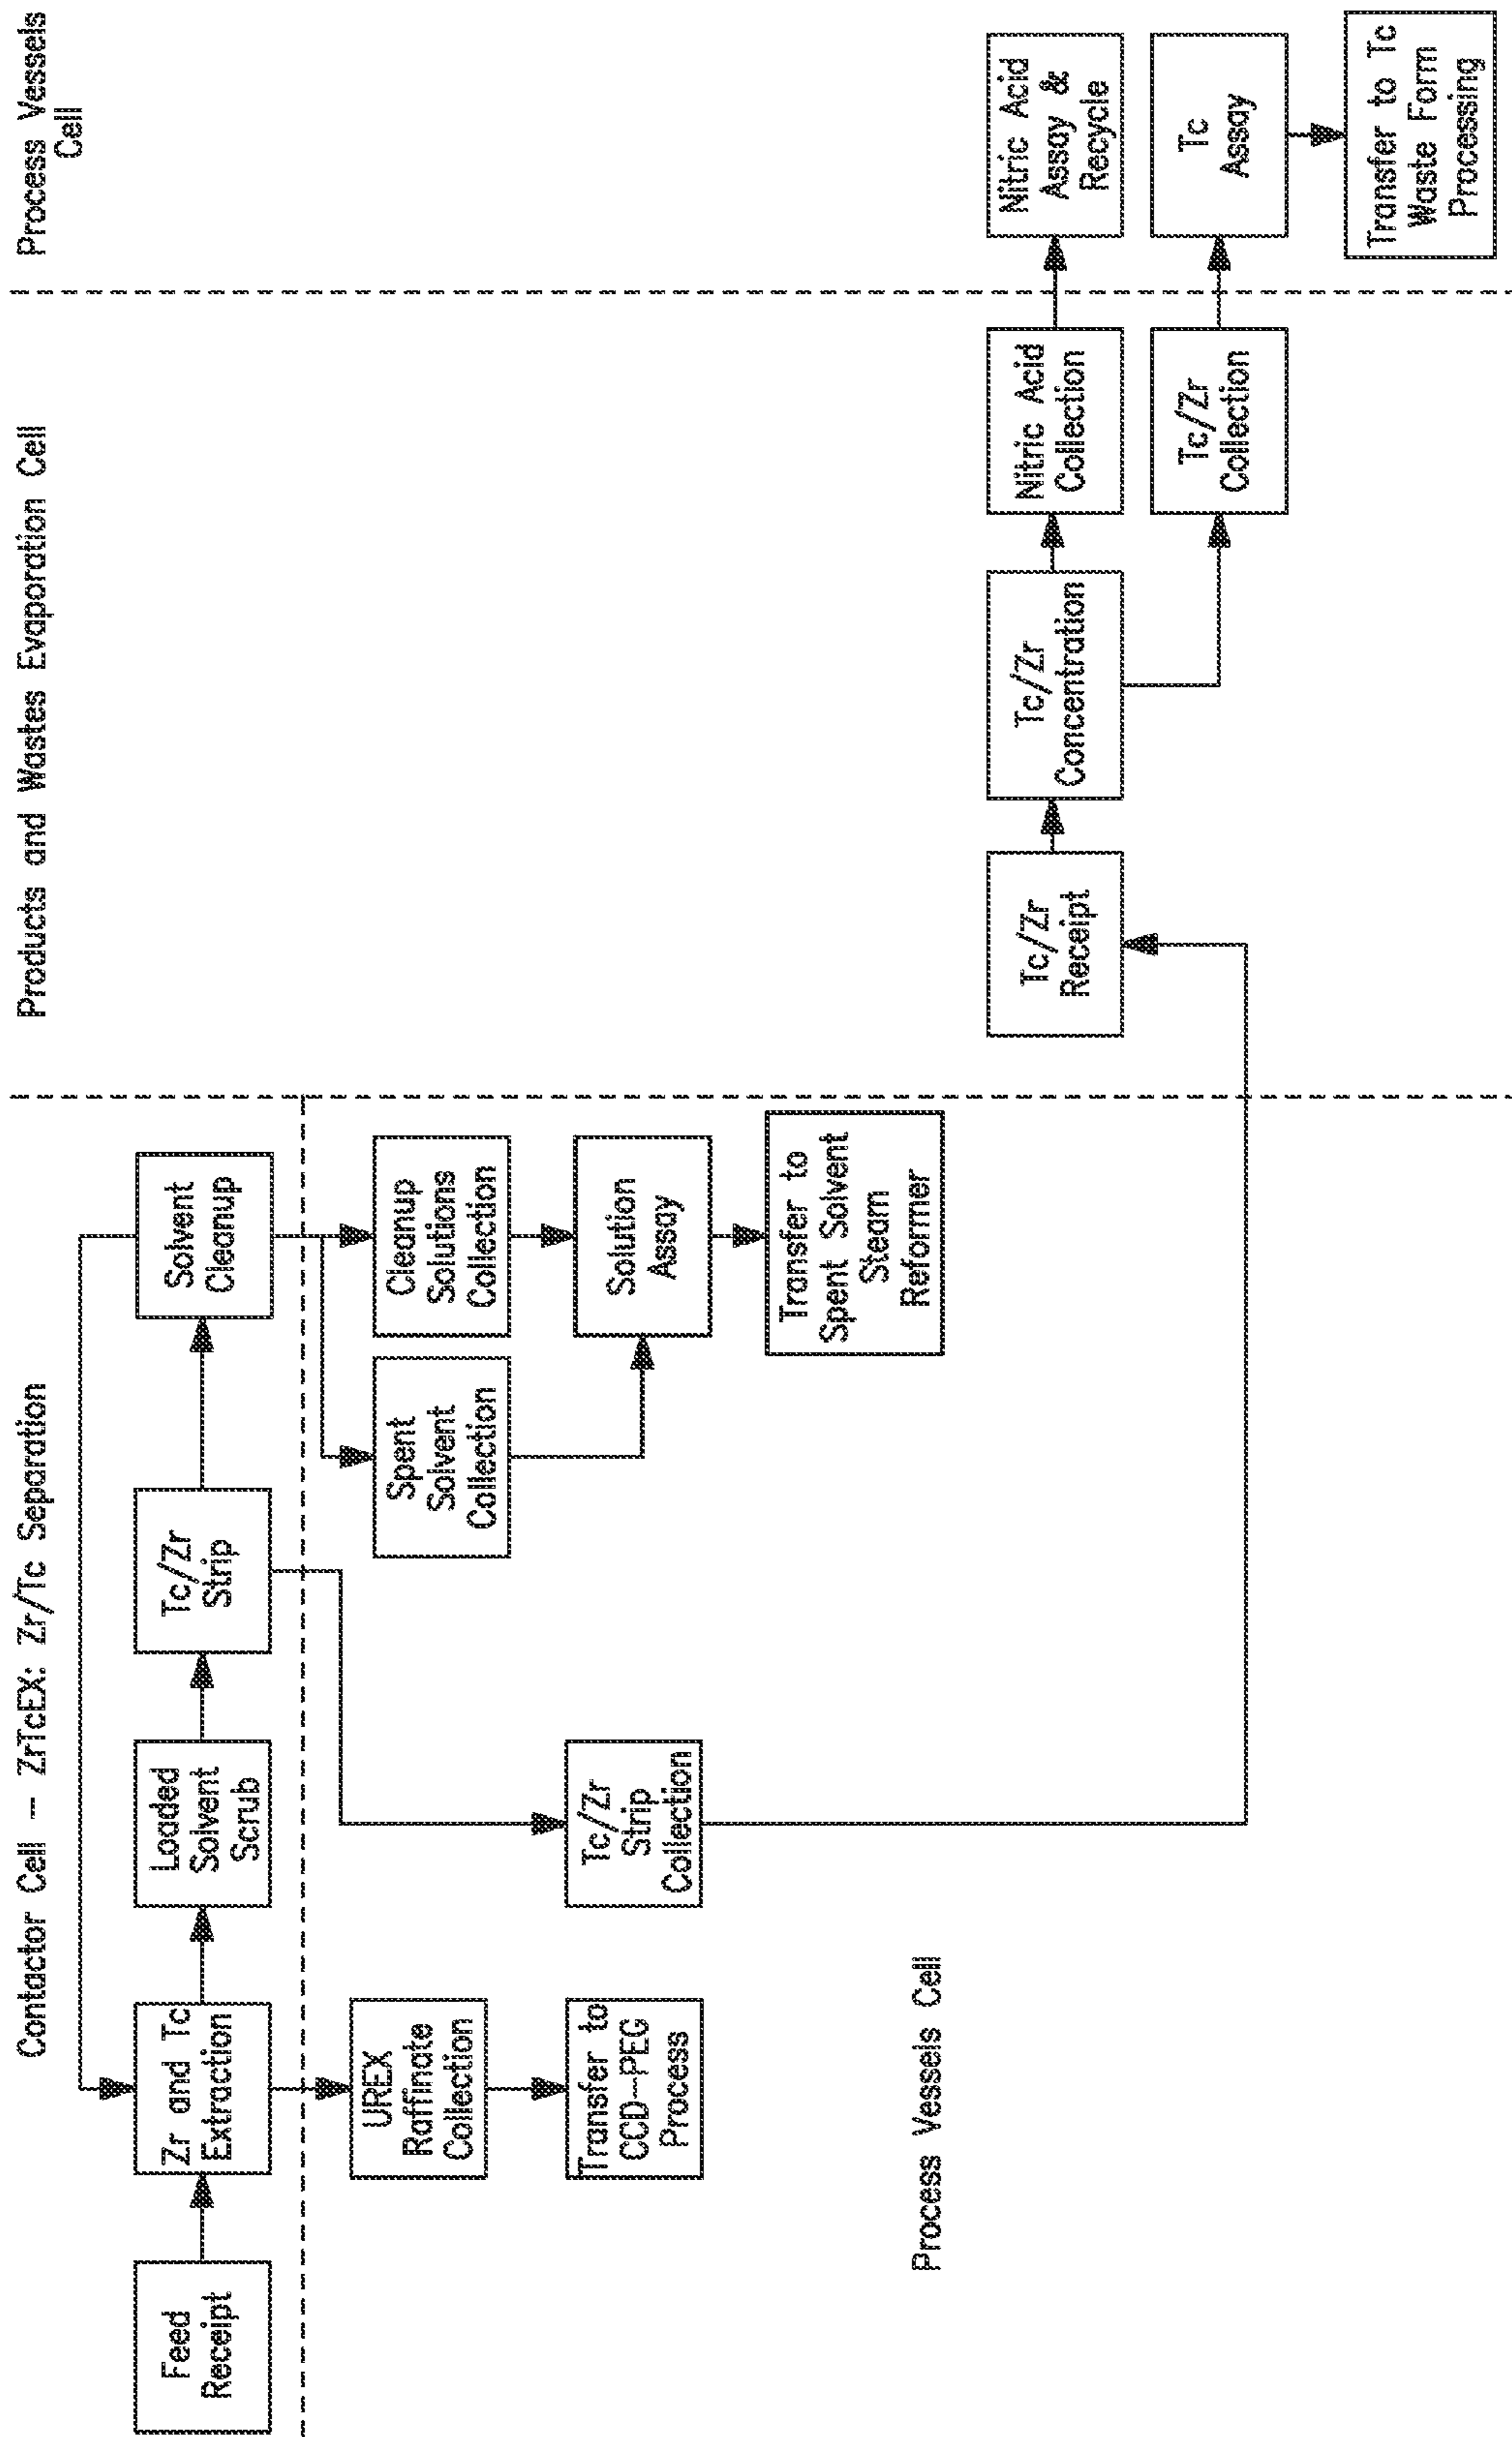 Contactor Cell -- ZrTcEX: Zr/Tc Separation
Products and Wastes Evaporation Cell
Process Vessels
Cell
Feed
Receipt
Zr and Tc
Extraction
Loaded
Solvent
Scrub
Tc/Zr
Strip
Solvent
Cleanup
UREX
Raffinate
Collection
Transfer to
CCD-PEG
Process
Tc/Zr
Strip
Collection
Spent
Solvent
Collection
Cleanup
Solutions
Collection
Solution
Assay
Transfer to
Spent Solvent
Steam
Reformer
Process Vessels Cell
Tc/Zr
Receipt
Tc/Zr
Concentration
Nitric Acid
Collection
Nitric Acid
Assay &
Recycle
Tc/Zr
Collection
Tc
Assay
Transfer to Tc
Waste Form
Processing